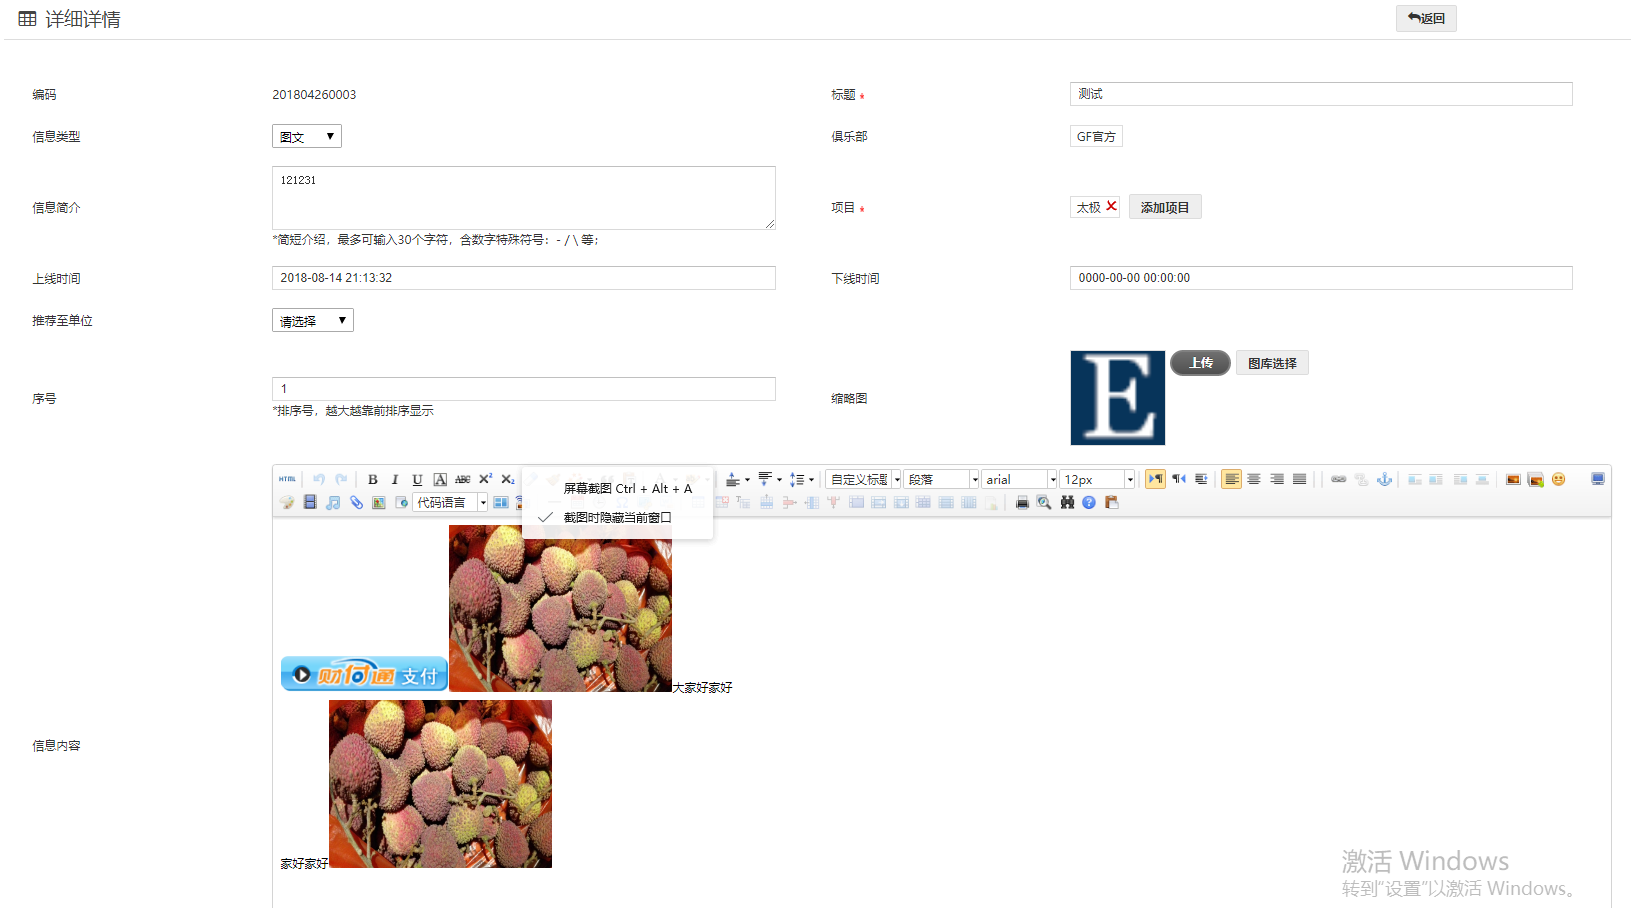 详细详情
返回
编码
201804260003
标题 *
测试
信息类型
图文
俱乐部
GF官方
信息简介
121231
*简短介绍，最多可输入30个字符，含数字特殊符号：- / \ 等；
项目 *
太极
添加项目
上线时间
2018-08-14 21:13:32
下线时间
0000-00-00 00:00:00
推荐至单位
请选择
序号
1
*排序号，越大越靠前排序显示
缩略图
E
上传
图库选择
HTML B I U A ABC X² X₂ 自定义标题 段落 arial 12px
代码语言
屏幕截图 Ctrl + Alt + A
截图时隐藏当前窗口
财付通 支付
大家好家好
信息内容
家好家好
激活 Windows
转到"设置"以激活 Windows。